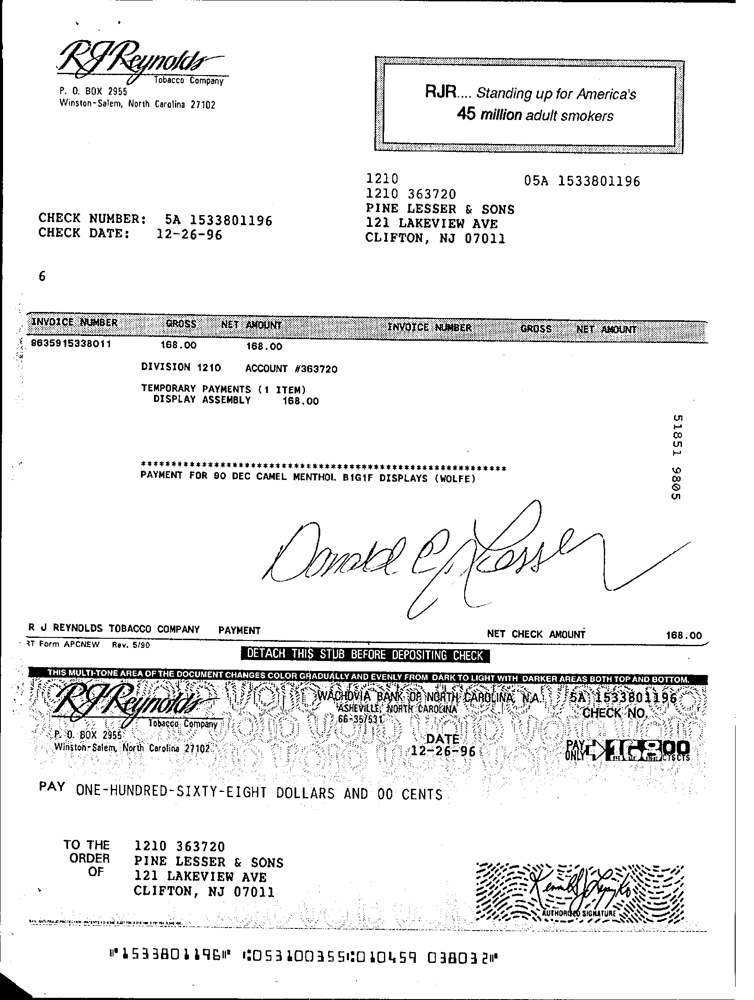 RJReynolds
Tobacco Company
P. O. BOX 2955
Winston-Salem, North Carolina 27102
RJR.... Standing up for America's
45 million adult smokers
1210 05A 1533801196
1210 363720
PINE LESSER & SONS
121 LAKEVIEW AVE
CLIFTON, NJ 07011
CHECK NUMBER: 5A 1533801196
CHECK DATE: 12-26-96
6
INVOICE NUMBER GROSS NET AMOUNT INVOICE NUMBER GROSS NET AMOUNT
9635915338011 168.00 168.00
DIVISION 1210 ACCOUNT #363720
TEMPORARY PAYMENTS (1 ITEM)
DISPLAY ASSEMBLY 168.00
51851 9805
*************************************************************
PAYMENT FOR 90 DEC CAMEL MENTHOL B1G1F DISPLAYS (WOLFE)
R J REYNOLDS TOBACCO COMPANY PAYMENT NET CHECK AMOUNT 168.00
RT Form APCNEW Rev. 5/90
DETACH THIS STUB BEFORE DEPOSITING CHECK
THIS MULTI-TONE AREA OF THE DOCUMENT CHANGES COLOR GRADUALLY AND EVENLY FROM DARK TO LIGHT WITH DARKER AREAS BOTH TOP AND BOTTOM.
RJReynolds
Tobacco Company
P. O. BOX 2955
Winston-Salem, North Carolina 27102
WACHOVIA BANK OF NORTH CAROLINA, N.A.
ASHEVILLE, NORTH CAROLINA
66-35/531
5A 1533801196
CHECK NO.
DATE
12-26-96
PAY ONLY 168.00
PAY ONE-HUNDRED-SIXTY-EIGHT DOLLARS AND 00 CENTS
TO THE ORDER OF
1210 363720
PINE LESSER & SONS
121 LAKEVIEW AVE
CLIFTON, NJ 07011
AUTHORIZED SIGNATURE
⑈1533801196⑈ ⑆053100355⑆010459 038032⑈